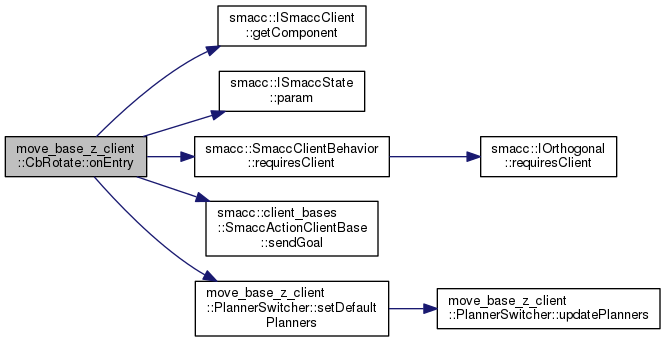 smacc::ISmaccClient
::getComponent
smacc::ISmaccState
::param
move_base_z_client
::CbRotate::onEntry
smacc::SmaccClientBehavior
::requiresClient
smacc::IOrthogonal
::requiresClient
smacc::client_bases
::SmaccActionClientBase
::sendGoal
move_base_z_client
::PlannerSwitcher::setDefault
Planners
move_base_z_client
::PlannerSwitcher::updatePlanners